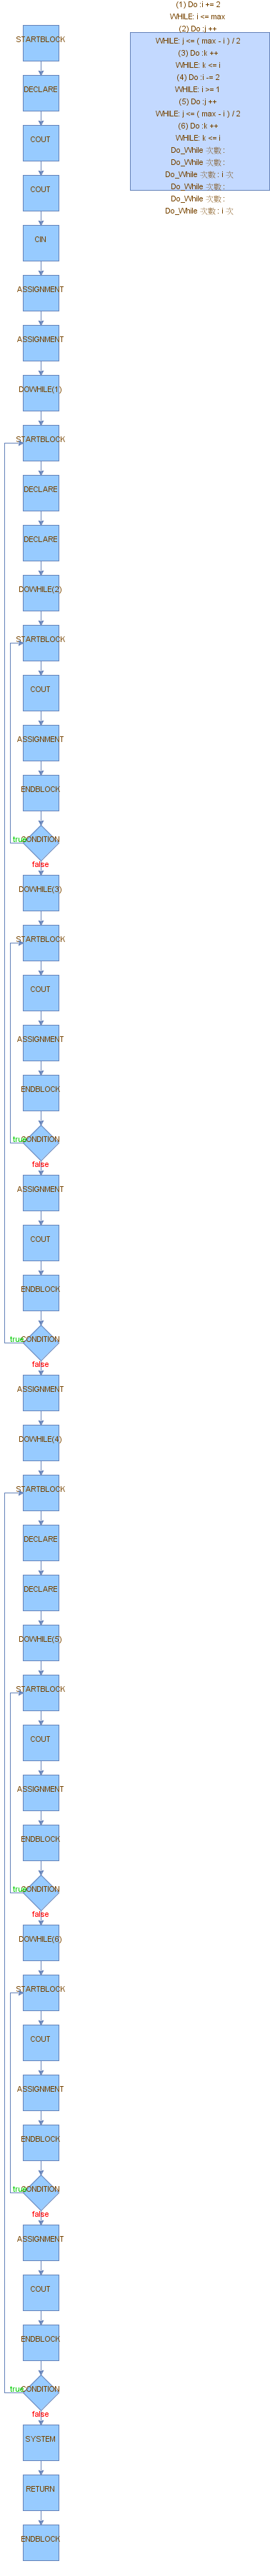 (1) Do :i += 2
WHILE: i <= max
(2) Do :j ++
WHILE: j <= ( max - i ) / 2
(3) Do :k ++
WHILE: k <= i
(4) Do :i -= 2
WHILE: i >= 1
(5) Do :j ++
WHILE: j <= ( max - i ) / 2
(6) Do :k ++
WHILE: k <= i
Do_While 次數 :
Do_While 次數 :
Do_While 次數 : i 次
Do_While 次數 :
Do_While 次數 :
Do_While 次數 : i 次
STARTBLOCK
DECLARE
COUT
COUT
CIN
ASSIGNMENT
ASSIGNMENT
DOWHILE(1)
STARTBLOCK
DECLARE
DECLARE
DOWHILE(2)
STARTBLOCK
COUT
ASSIGNMENT
ENDBLOCK
true CONDITION
false
DOWHILE(3)
STARTBLOCK
COUT
ASSIGNMENT
ENDBLOCK
true CONDITION
false
ASSIGNMENT
COUT
ENDBLOCK
true CONDITION
false
ASSIGNMENT
DOWHILE(4)
STARTBLOCK
DECLARE
DECLARE
DOWHILE(5)
STARTBLOCK
COUT
ASSIGNMENT
ENDBLOCK
true CONDITION
false
DOWHILE(6)
STARTBLOCK
COUT
ASSIGNMENT
ENDBLOCK
true CONDITION
false
ASSIGNMENT
COUT
ENDBLOCK
true CONDITION
false
SYSTEM
RETURN
ENDBLOCK